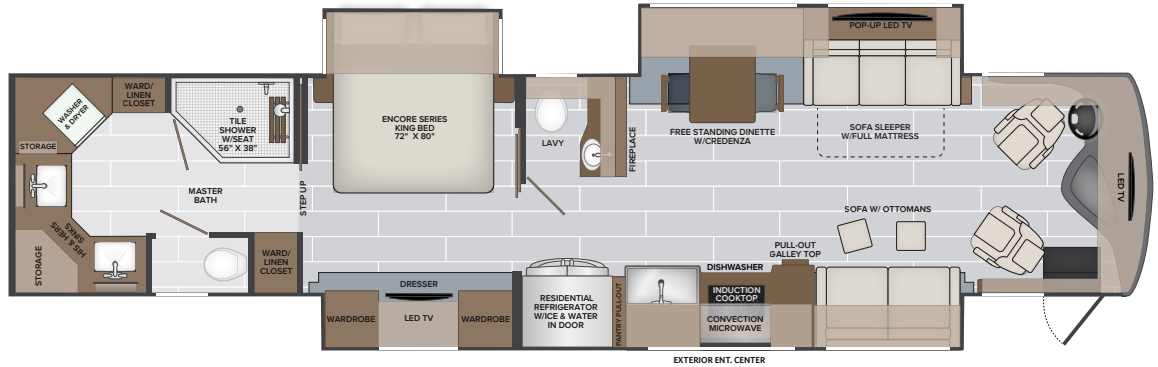 WASHER
& DRYER
WARD/
LINEN
CLOSET
STORAGE
TILE
SHOWER
W/SEAT
56" X 38"
MASTER
BATH
HIS & HERS
SINKS
STORAGE
WARD/
LINEN
CLOSET
STEP UP
ENCORE SERIES
KING BED
72" X 80"
DRESSER
WARDROBE
LED TV
WARDROBE
LAVY
FIREPLACE
RESIDENTIAL
REFRIGERATOR
W/ICE & WATER
IN DOOR
PANTRY PULL-OUT
FREE STANDING DINETTE
W/CREDENZA
POP-UP LED TV
SOFA SLEEPER
W/FULL MATTRESS
SOFA W/ OTTOMANS
PULL-OUT
GALLEY TOP
DISHWASHER
INDUCTION
COOKTOP
CONVECTION
MICROWAVE
EXTERIOR ENT. CENTER
LED TV